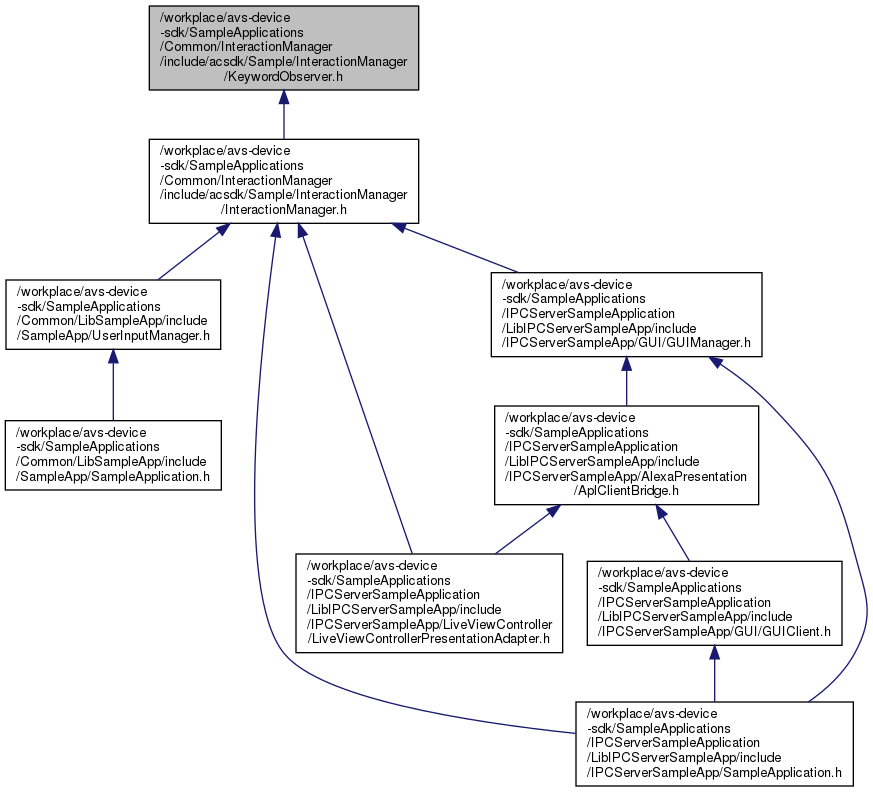 /workplace/avs-device
-sdk/SampleApplications
/Common/InteractionManager
/include/acsdk/Sample/InteractionManager
/KeywordObserver.h
/workplace/avs-device
-sdk/SampleApplications
/Common/InteractionManager
/include/acsdk/Sample/InteractionManager
/InteractionManager.h
/workplace/avs-device
-sdk/SampleApplications
/Common/LibSampleApp/include
/SampleApp/UserInputManager.h
/workplace/avs-device
-sdk/SampleApplications
/IPCServerSampleApplication
/LibIPCServerSampleApp/include
/IPCServerSampleApp/GUI/GUIManager.h
/workplace/avs-device
-sdk/SampleApplications
/Common/LibSampleApp/include
/SampleApp/SampleApplication.h
/workplace/avs-device
-sdk/SampleApplications
/IPCServerSampleApplication
/LibIPCServerSampleApp/include
/IPCServerSampleApp/AlexaPresentation
/AplClientBridge.h
/workplace/avs-device
-sdk/SampleApplications
/IPCServerSampleApplication
/LibIPCServerSampleApp/include
/IPCServerSampleApp/LiveViewController
/LiveViewControllerPresentationAdapter.h
/workplace/avs-device
-sdk/SampleApplications
/IPCServerSampleApplication
/LibIPCServerSampleApp/include
/IPCServerSampleApp/GUI/GUIClient.h
/workplace/avs-device
-sdk/SampleApplications
/IPCServerSampleApplication
/LibIPCServerSampleApp/include
/IPCServerSampleApp/SampleApplication.h